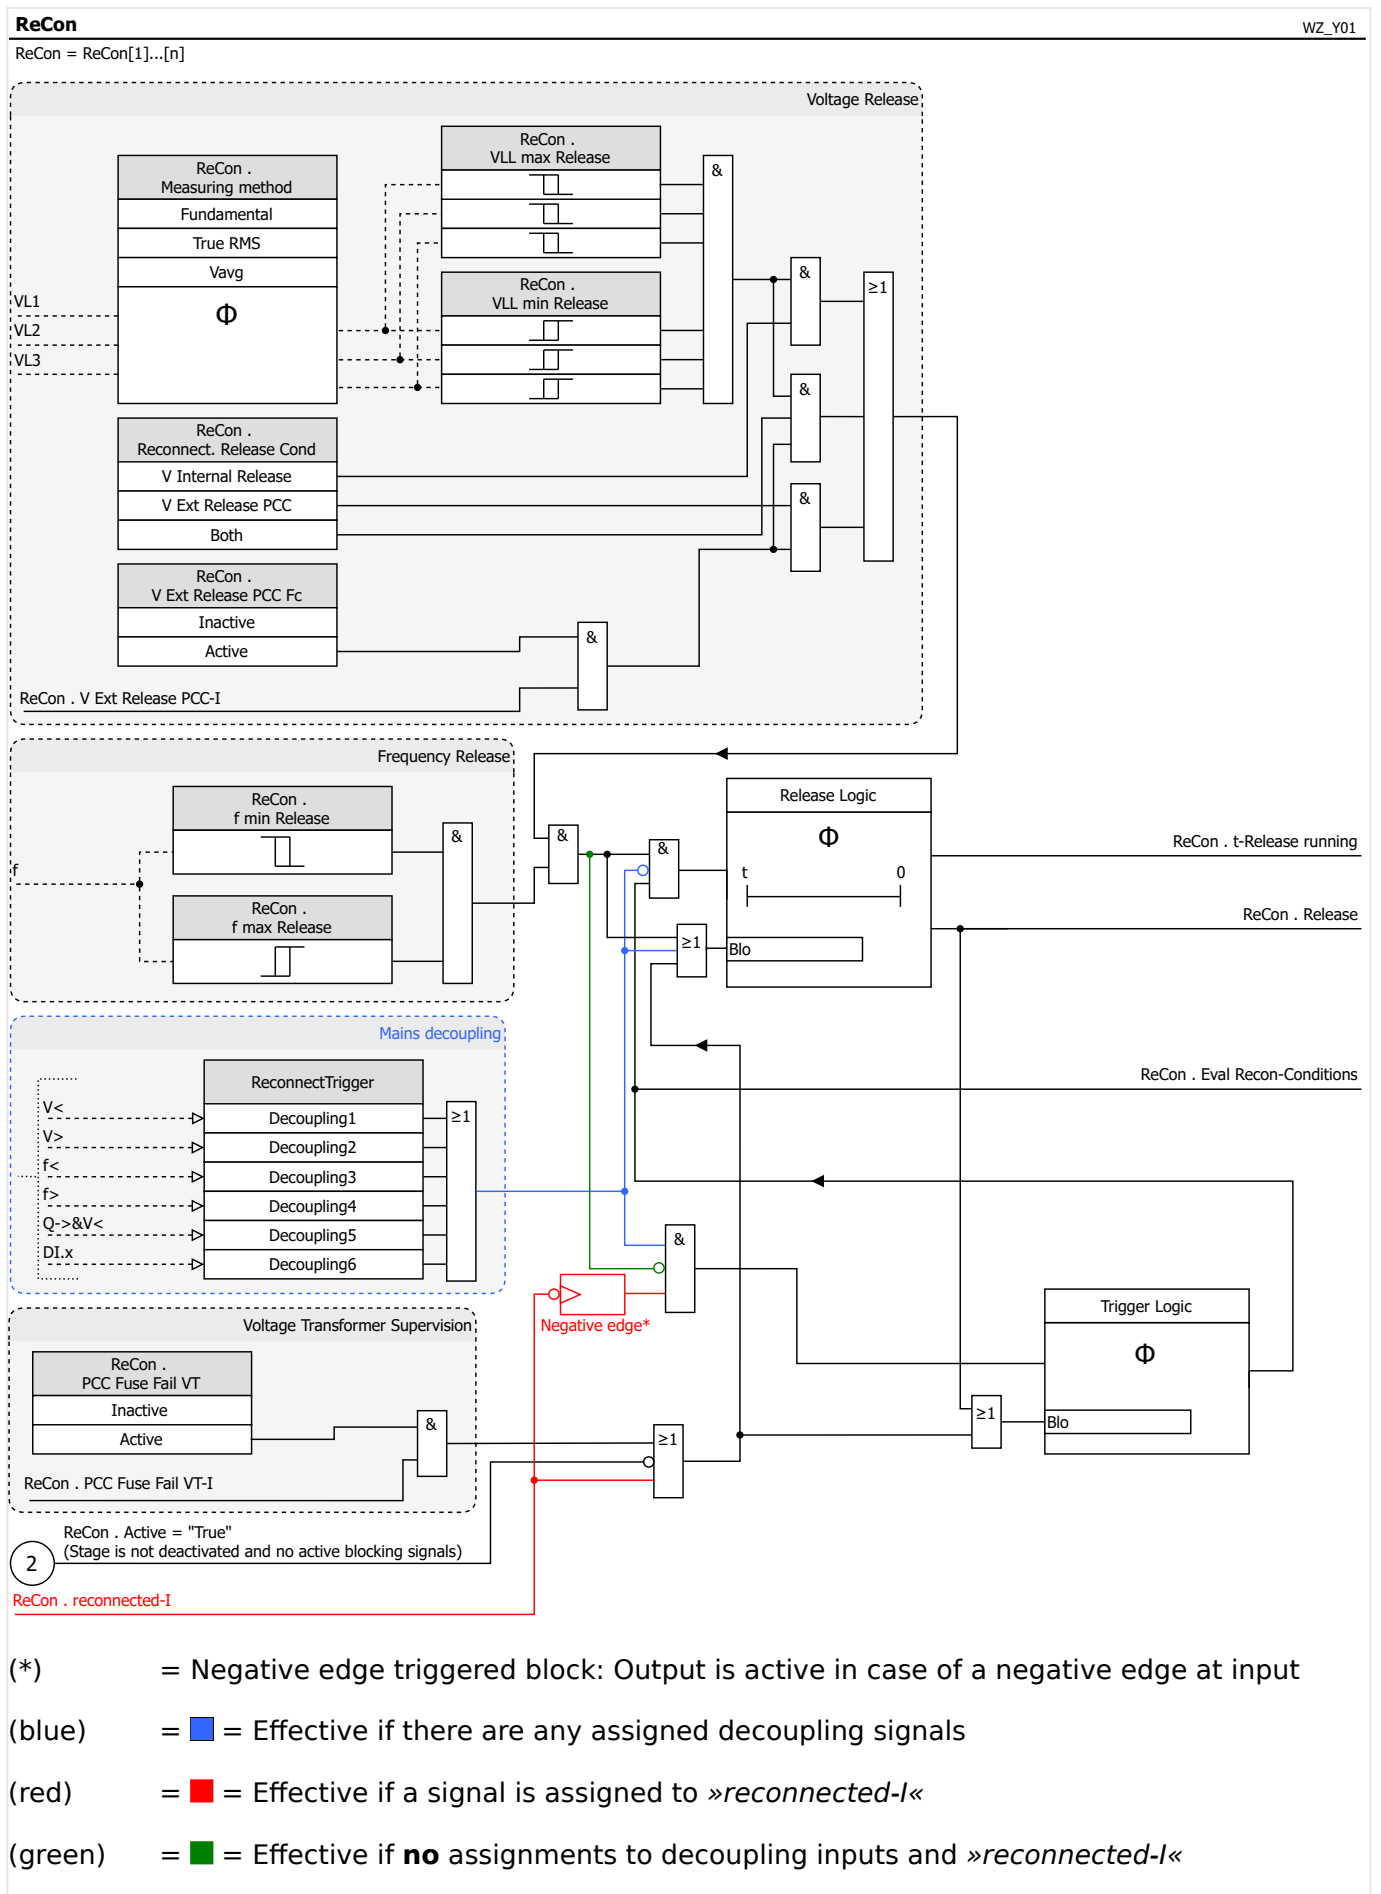 ReCon
WZ_Y01
ReCon = ReCon[1]...[n]
Voltage Release
ReCon .
Measuring method
Fundamental
True RMS
Vavg
Φ
VL1
VL2
VL3
ReCon .
VLL max Release
ReCon .
VLL min Release
&
&
&
&
≥1
ReCon .
Reconnect. Release Cond
V Internal Release
V Ext Release PCC
Both
ReCon .
V Ext Release PCC Fc
Inactive
Active
&
ReCon . V Ext Release PCC-I
Frequency Release
ReCon .
f min Release
f
ReCon .
f max Release
&
&
&
≥1
Release Logic
Φ
t
0
Blo
ReCon . t-Release running
ReCon . Release
ReCon . Eval Recon-Conditions
Mains decoupling
ReconnectTrigger
V<
Decoupling1
V>
Decoupling2
f<
Decoupling3
f>
Decoupling4
Q->&V<
Decoupling5
DI.x
Decoupling6
≥1
&
Negative edge*
Trigger Logic
Φ
Blo
≥1
Voltage Transformer Supervision
ReCon .
PCC Fuse Fail VT
Inactive
Active
&
≥1
ReCon . PCC Fuse Fail VT-I
2
ReCon . Active = "True"
(Stage is not deactivated and no active blocking signals)
ReCon . reconnected-I
(*) = Negative edge triggered block: Output is active in case of a negative edge at input
(blue) = = Effective if there are any assigned decoupling signals
(red) = = Effective if a signal is assigned to »reconnected-I«
(green) = = Effective if no assignments to decoupling inputs and »reconnected-I«